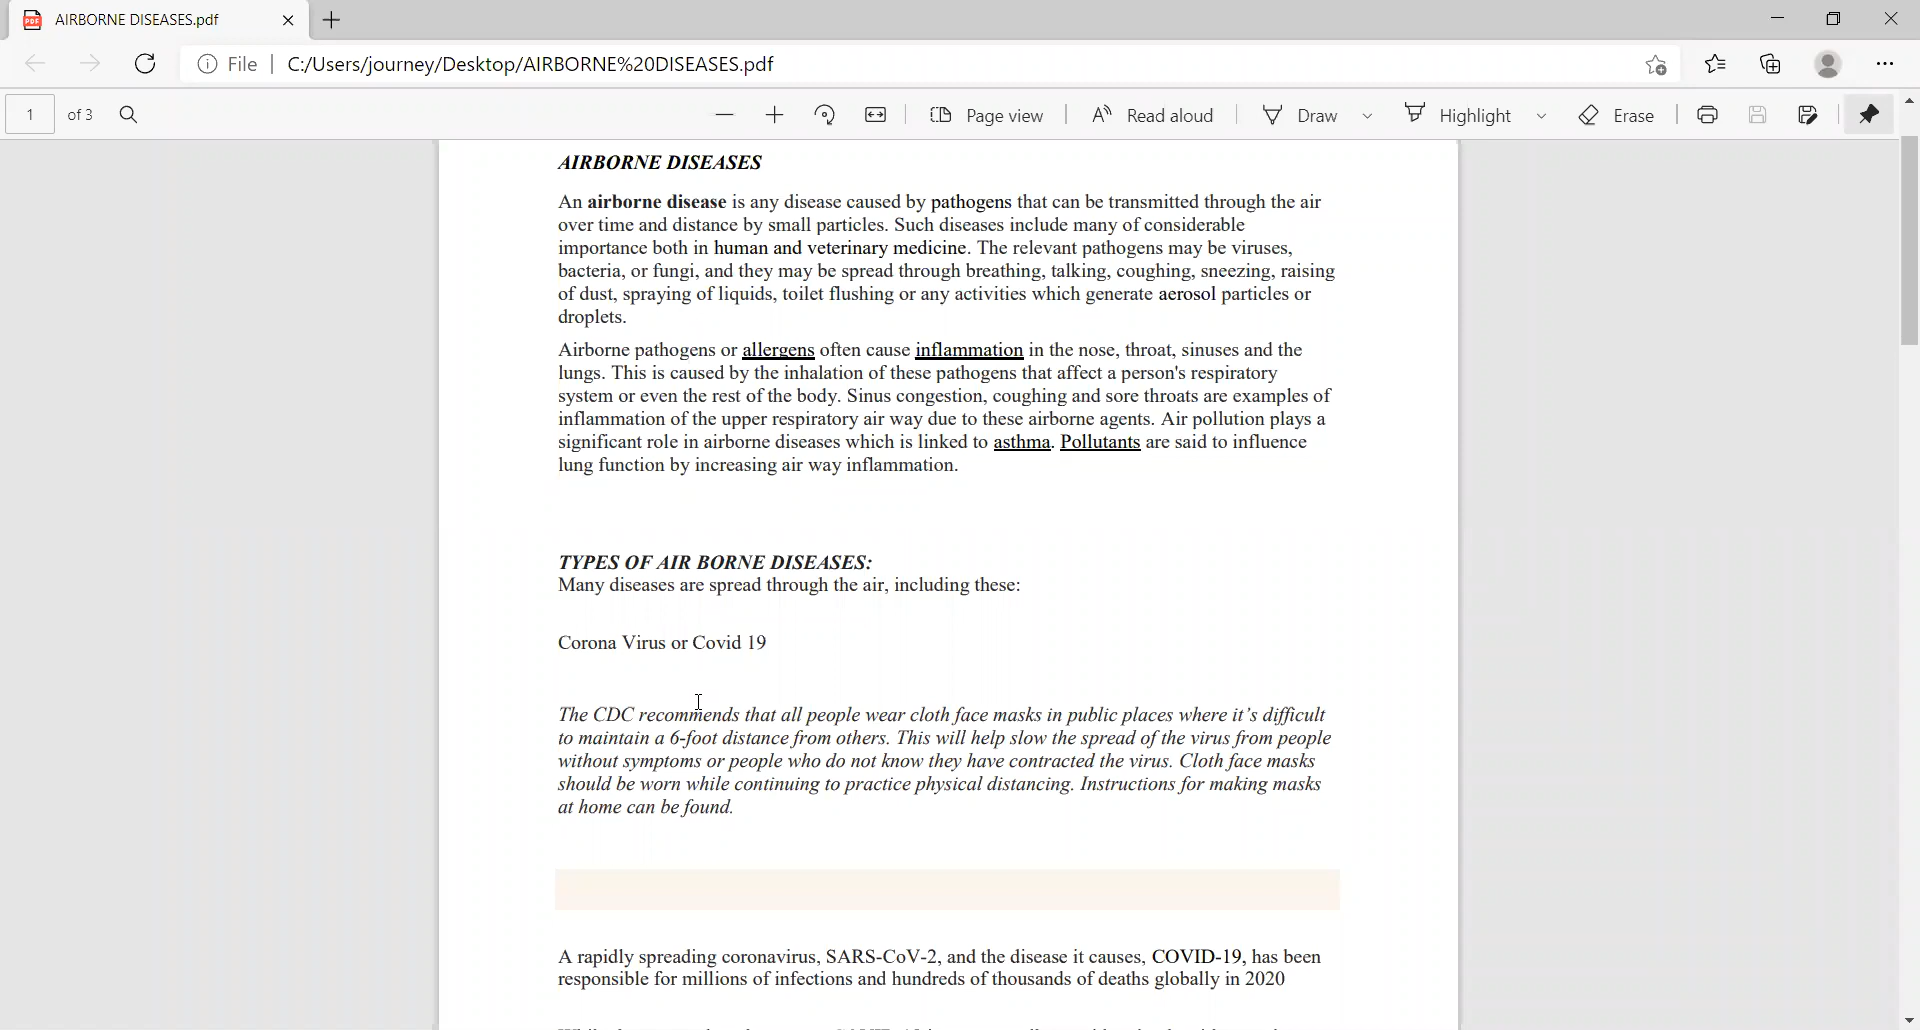 AIRBORNE DISEASES.pdf
File
C:/Users/journey/Desktop/AIRBORNE%20DISEASES.pdf
1 of 3 Page view Read aloud Draw Highlight Erase
AIRBORNE DISEASES
An airborne disease is any disease caused by pathogens that can be transmitted through the air
over time and distance by small particles. Such diseases include many of considerable
importance both in human and veterinary medicine. The relevant pathogens may be viruses,
bacteria, or fungi, and they may be spread through breathing, talking, coughing, sneezing, raising
of dust, spraying of liquids, toilet flushing or any activities which generate aerosol particles or
droplets.
Airborne pathogens or allergens often cause inflammation in the nose, throat, sinuses and the
lungs. This is caused by the inhalation of these pathogens that affect a person's respiratory
system or even the rest of the body. Sinus congestion, coughing and sore throats are examples of
inflammation of the upper respiratory air way due to these airborne agents. Air pollution plays a
significant role in airborne diseases which is linked to asthma. Pollutants are said to influence
lung function by increasing air way inflammation.
TYPES OF AIR BORNE DISEASES:
Many diseases are spread through the air, including these:
Corona Virus or Covid 19
The CDC recommends that all people wear cloth face masks in public places where it’s difficult
to maintain a 6-foot distance from others. This will help slow the spread of the virus from people
without symptoms or people who do not know they have contracted the virus. Cloth face masks
should be worn while continuing to practice physical distancing. Instructions for making masks
at home can be found.
A rapidly spreading coronavirus, SARS-CoV-2, and the disease it causes, COVID-19, has been
responsible for millions of infections and hundreds of thousands of deaths globally in 2020